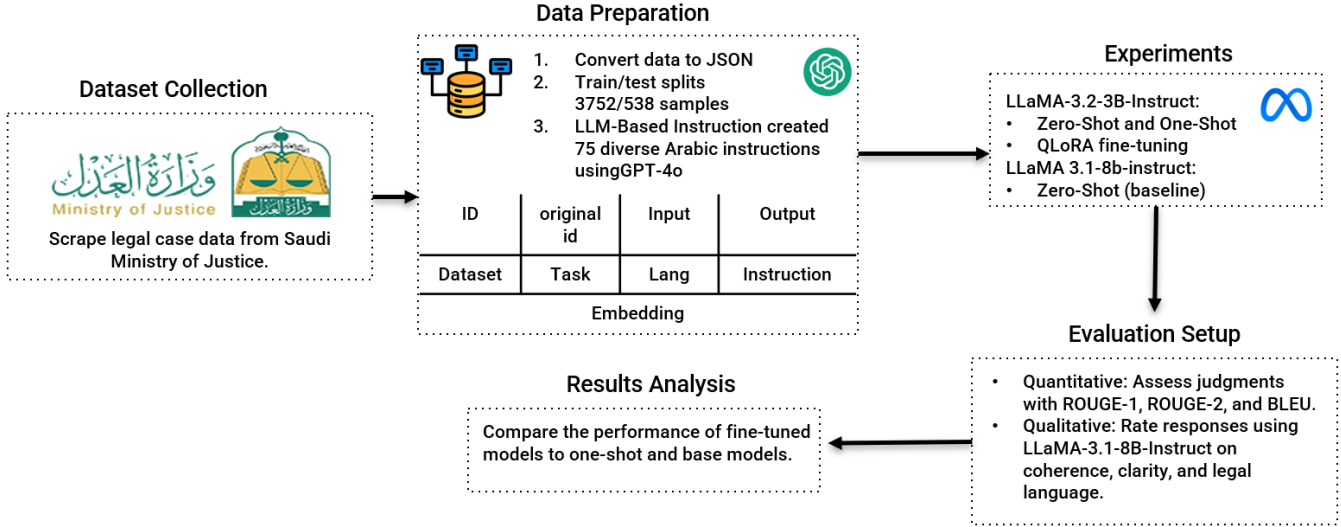 Dataset Collection
وزارة العدل
Ministry of Justice
وزارة العدل
Scrape legal case data from Saudi
Ministry of Justice.
Data Preparation
1. Convert data to JSON
2. Train/test splits
3752/538 samples
3. LLM-Based Instruction created
75 diverse Arabic instructions
usingGPT-4o
ID original Input Output
id
Dataset Task Lang Instruction
Embedding
Experiments
LLaMA-3.2-3B-Instruct:
• Zero-Shot and One-Shot
• QLoRA fine-tuning
LLaMA 3.1-8b-instruct:
• Zero-Shot (baseline)
Evaluation Setup
• Quantitative: Assess judgments
with ROUGE-1, ROUGE-2, and BLEU.
• Qualitative: Rate responses using
LLaMA-3.1-8B-Instruct on
coherence, clarity, and legal
language.
Results Analysis
Compare the performance of fine-tuned
models to one-shot and base models.